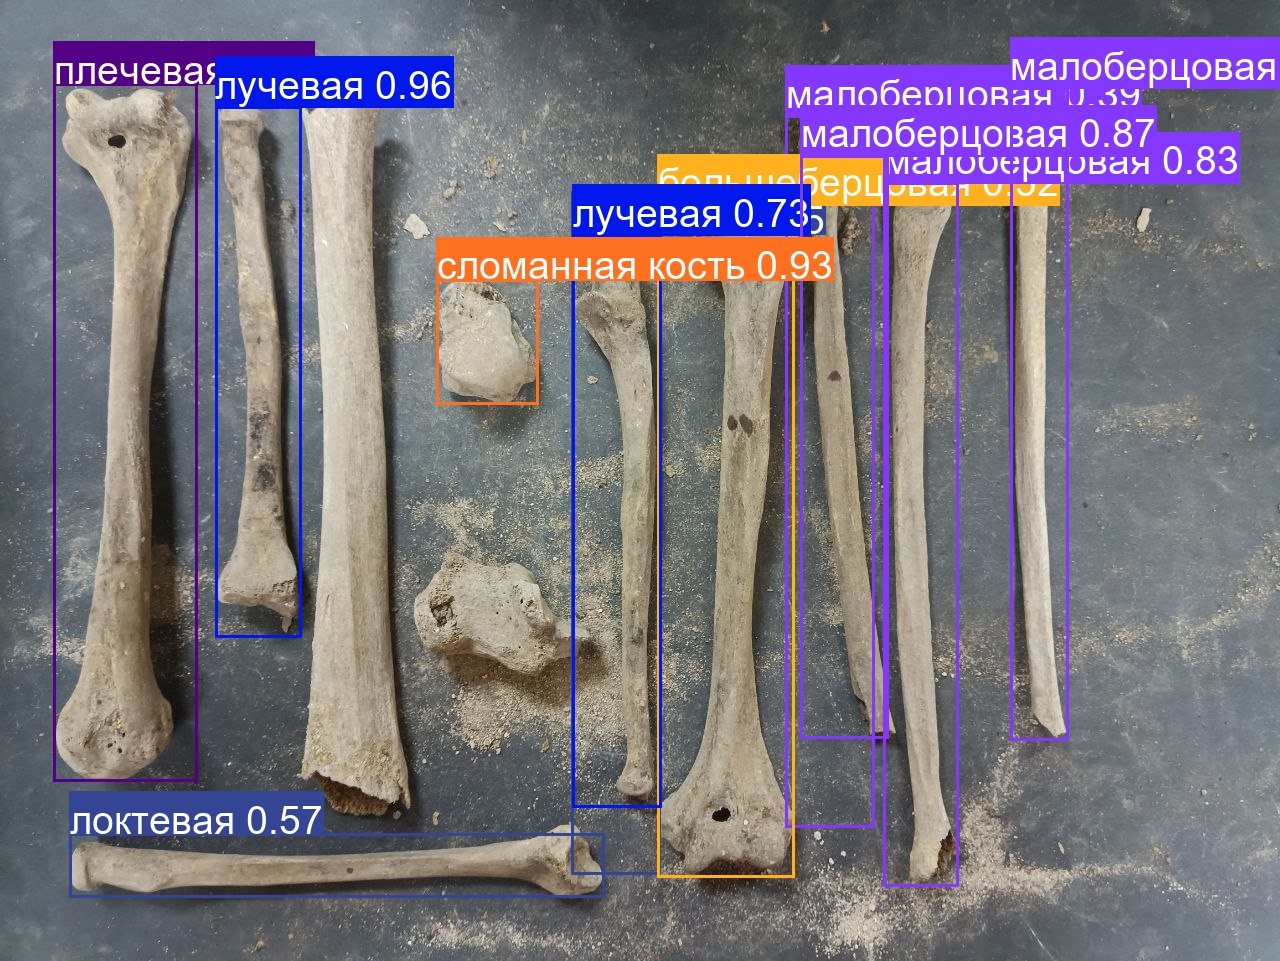 плечевая
лучевая 0.96
малоберцовая
малоберцовая 0.39
малоберцовая 0.87
малоберцовая 0.83
большеберцовая 0.52
лучевая 0.73
5
сломанная кость 0.93
локтевая 0.57